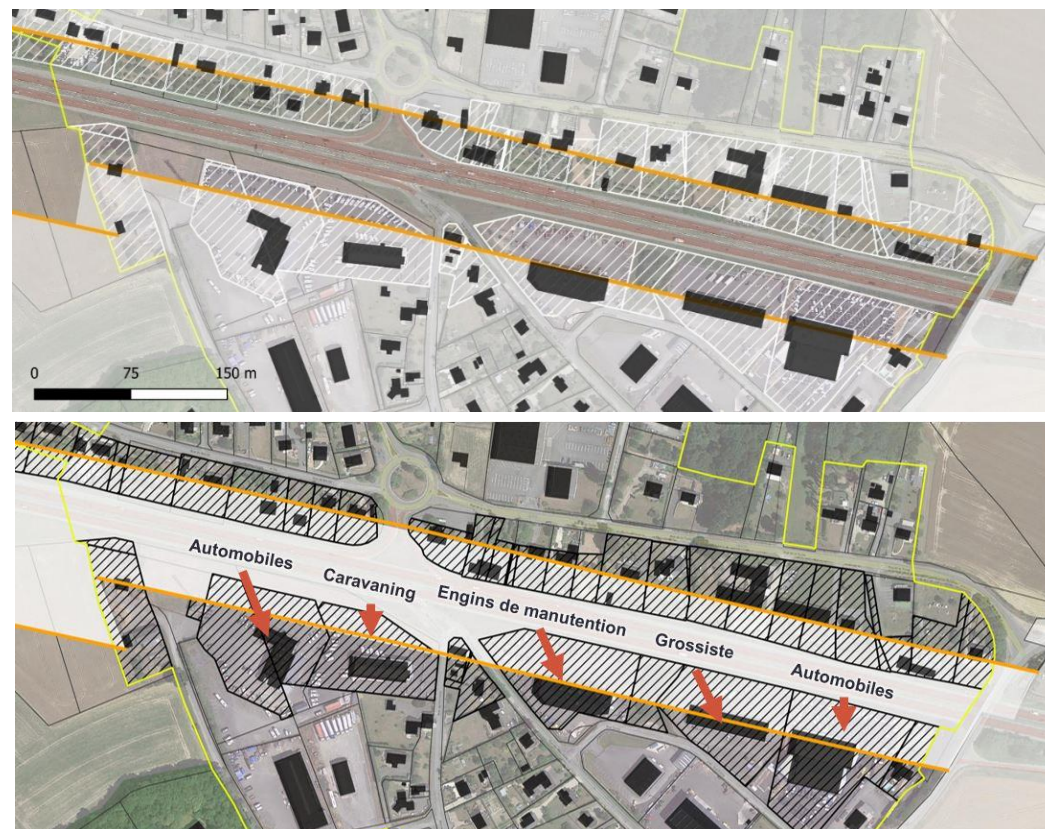 0 75 150 m
Automobiles
Caravaning
Engins de manutention
Grossiste
Automobiles